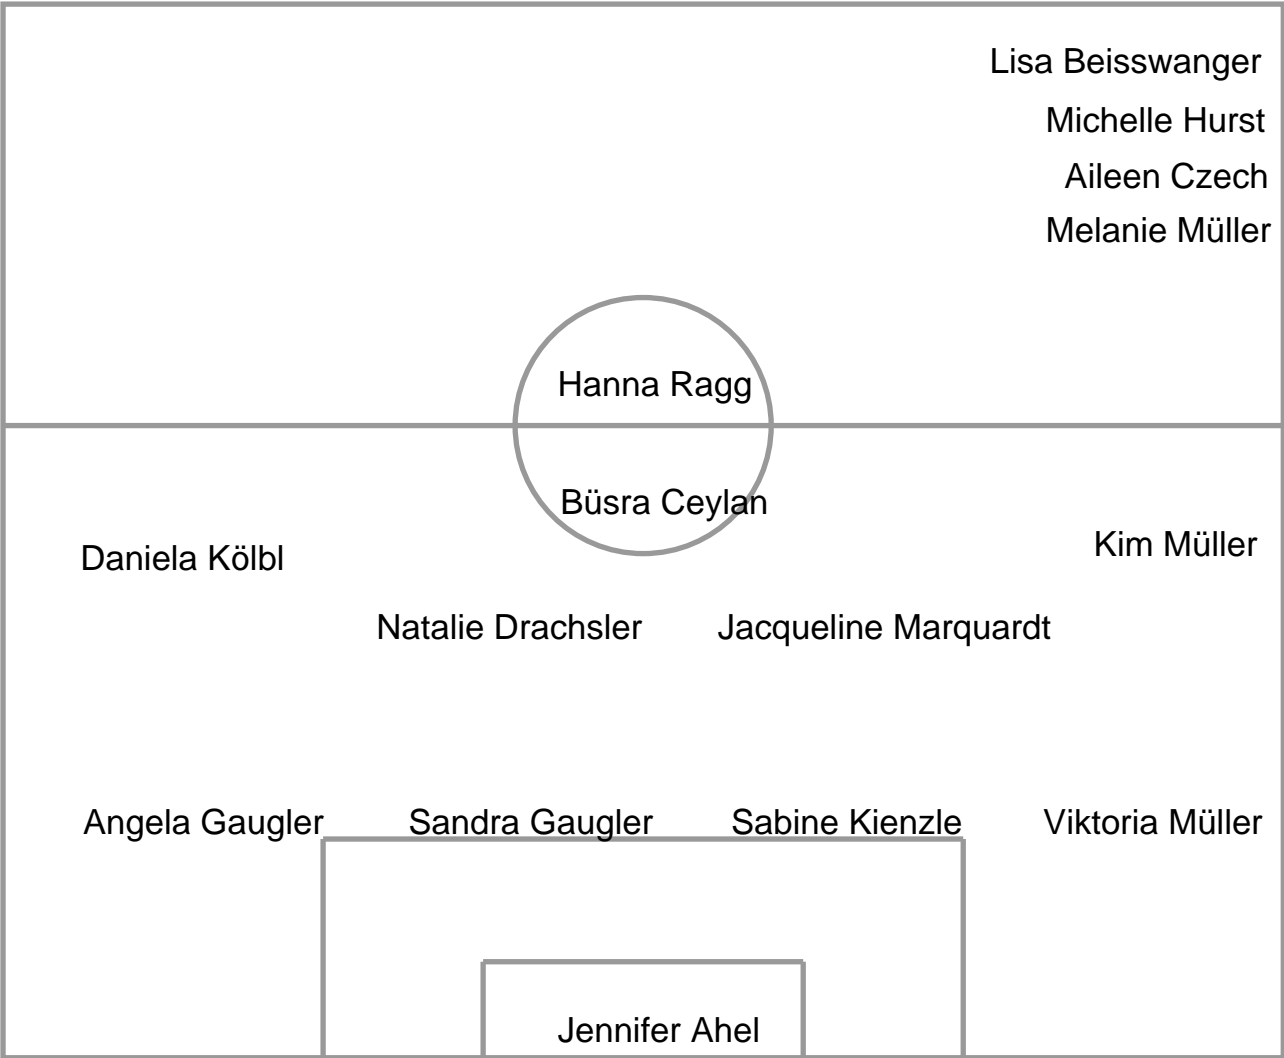 Lisa Beisswanger
Michelle Hurst
Aileen Czech
Melanie Müller
Hanna Ragg
Büsra Ceylan
Daniela Kölbl
Kim Müller
Natalie Drachsler
Jacqueline Marquardt
Angela Gaugler
Sandra Gaugler
Sabine Kienzle
Viktoria Müller
Jennifer Ahel